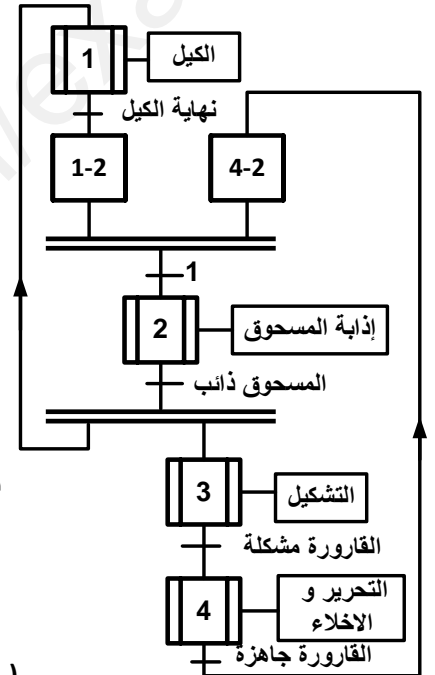 1
الكيل
نهاية الكيل
1-2
4-2
1
2
إذابة المسحوق
المسحوق ذائب
3
التشكيل
القارورة مشكلة
4
التحرير و
الاخلاء
القارورة جاهزة
)